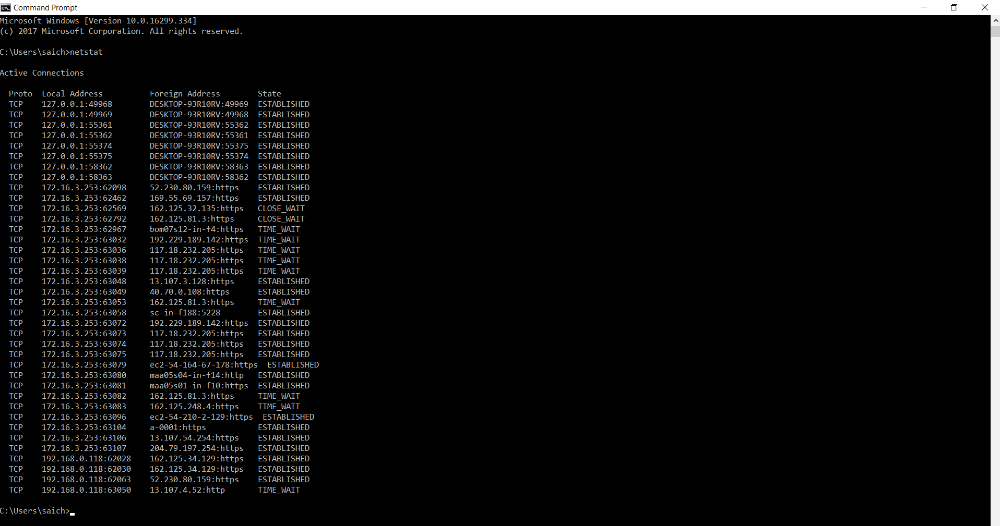 Command Prompt
Microsoft Windows [Version 10.0.16299.334]
(c) 2017 Microsoft Corporation. All rights reserved.
C:\Users\saich>netstat
Active Connections
Proto  Local Address          Foreign Address        State
TCP    127.0.0.1:49968        DESKTOP-93R10RV:49969  ESTABLISHED
TCP    127.0.0.1:49969        DESKTOP-93R10RV:49968  ESTABLISHED
TCP    127.0.0.1:55361        DESKTOP-93R10RV:55362  ESTABLISHED
TCP    127.0.0.1:55362        DESKTOP-93R10RV:55361  ESTABLISHED
TCP    127.0.0.1:55374        DESKTOP-93R10RV:55375  ESTABLISHED
TCP    127.0.0.1:55375        DESKTOP-93R10RV:55374  ESTABLISHED
TCP    127.0.0.1:58362        DESKTOP-93R10RV:58363  ESTABLISHED
TCP    127.0.0.1:58363        DESKTOP-93R10RV:58362  ESTABLISHED
TCP    172.16.3.253:62098     52.230.80.159:https    ESTABLISHED
TCP    172.16.3.253:62462     169.55.69.157:https    ESTABLISHED
TCP    172.16.3.253:62569     162.125.32.135:https   CLOSE_WAIT
TCP    172.16.3.253:62792     162.125.81.3:https     CLOSE_WAIT
TCP    172.16.3.253:62967     bom07s12-in-f4:https   TIME_WAIT
TCP    172.16.3.253:63032     192.229.189.142:https  TIME_WAIT
TCP    172.16.3.253:63036     117.18.232.205:https   TIME_WAIT
TCP    172.16.3.253:63038     117.18.232.205:https   TIME_WAIT
TCP    172.16.3.253:63039     117.18.232.205:https   TIME_WAIT
TCP    172.16.3.253:63048     13.107.3.128:https     ESTABLISHED
TCP    172.16.3.253:63049     40.70.0.108:https      ESTABLISHED
TCP    172.16.3.253:63053     162.125.81.3:https     TIME_WAIT
TCP    172.16.3.253:63058     sc-in-f188:5228        ESTABLISHED
TCP    172.16.3.253:63072     192.229.189.142:https  ESTABLISHED
TCP    172.16.3.253:63073     117.18.232.205:https   ESTABLISHED
TCP    172.16.3.253:63074     117.18.232.205:https   ESTABLISHED
TCP    172.16.3.253:63075     117.18.232.205:https   ESTABLISHED
TCP    172.16.3.253:63079     ec2-54-164-67-178:https  ESTABLISHED
TCP    172.16.3.253:63080     maa05s04-in-f14:http   ESTABLISHED
TCP    172.16.3.253:63081     maa05s01-in-f10:https  ESTABLISHED
TCP    172.16.3.253:63082     162.125.81.3:https     TIME_WAIT
TCP    172.16.3.253:63083     162.125.248.4:https    TIME_WAIT
TCP    172.16.3.253:63096     ec2-54-210-2-129:https  ESTABLISHED
TCP    172.16.3.253:63104     a-0001:https           ESTABLISHED
TCP    172.16.3.253:63106     13.107.54.254:https    ESTABLISHED
TCP    172.16.3.253:63107     204.79.197.254:https   ESTABLISHED
TCP    192.168.0.118:62028    162.125.34.129:https   ESTABLISHED
TCP    192.168.0.118:62030    162.125.34.129:https   ESTABLISHED
TCP    192.168.0.118:62063    52.230.80.159:https    ESTABLISHED
TCP    192.168.0.118:63050    13.107.4.52:http       TIME_WAIT
C:\Users\saich>